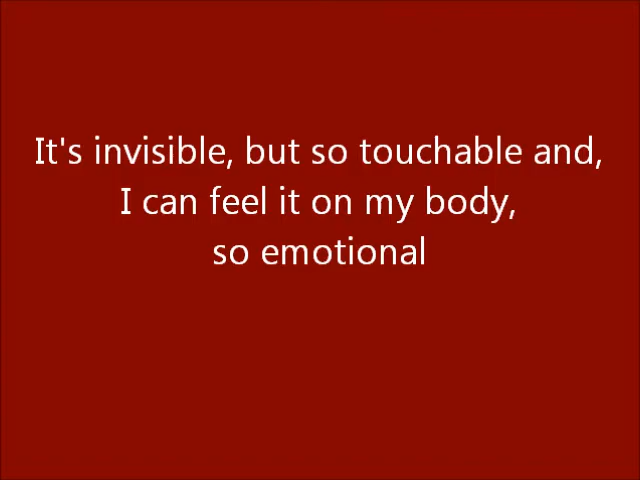 It's invisible, but so touchable and,
I can feel it on my body,
so emotional